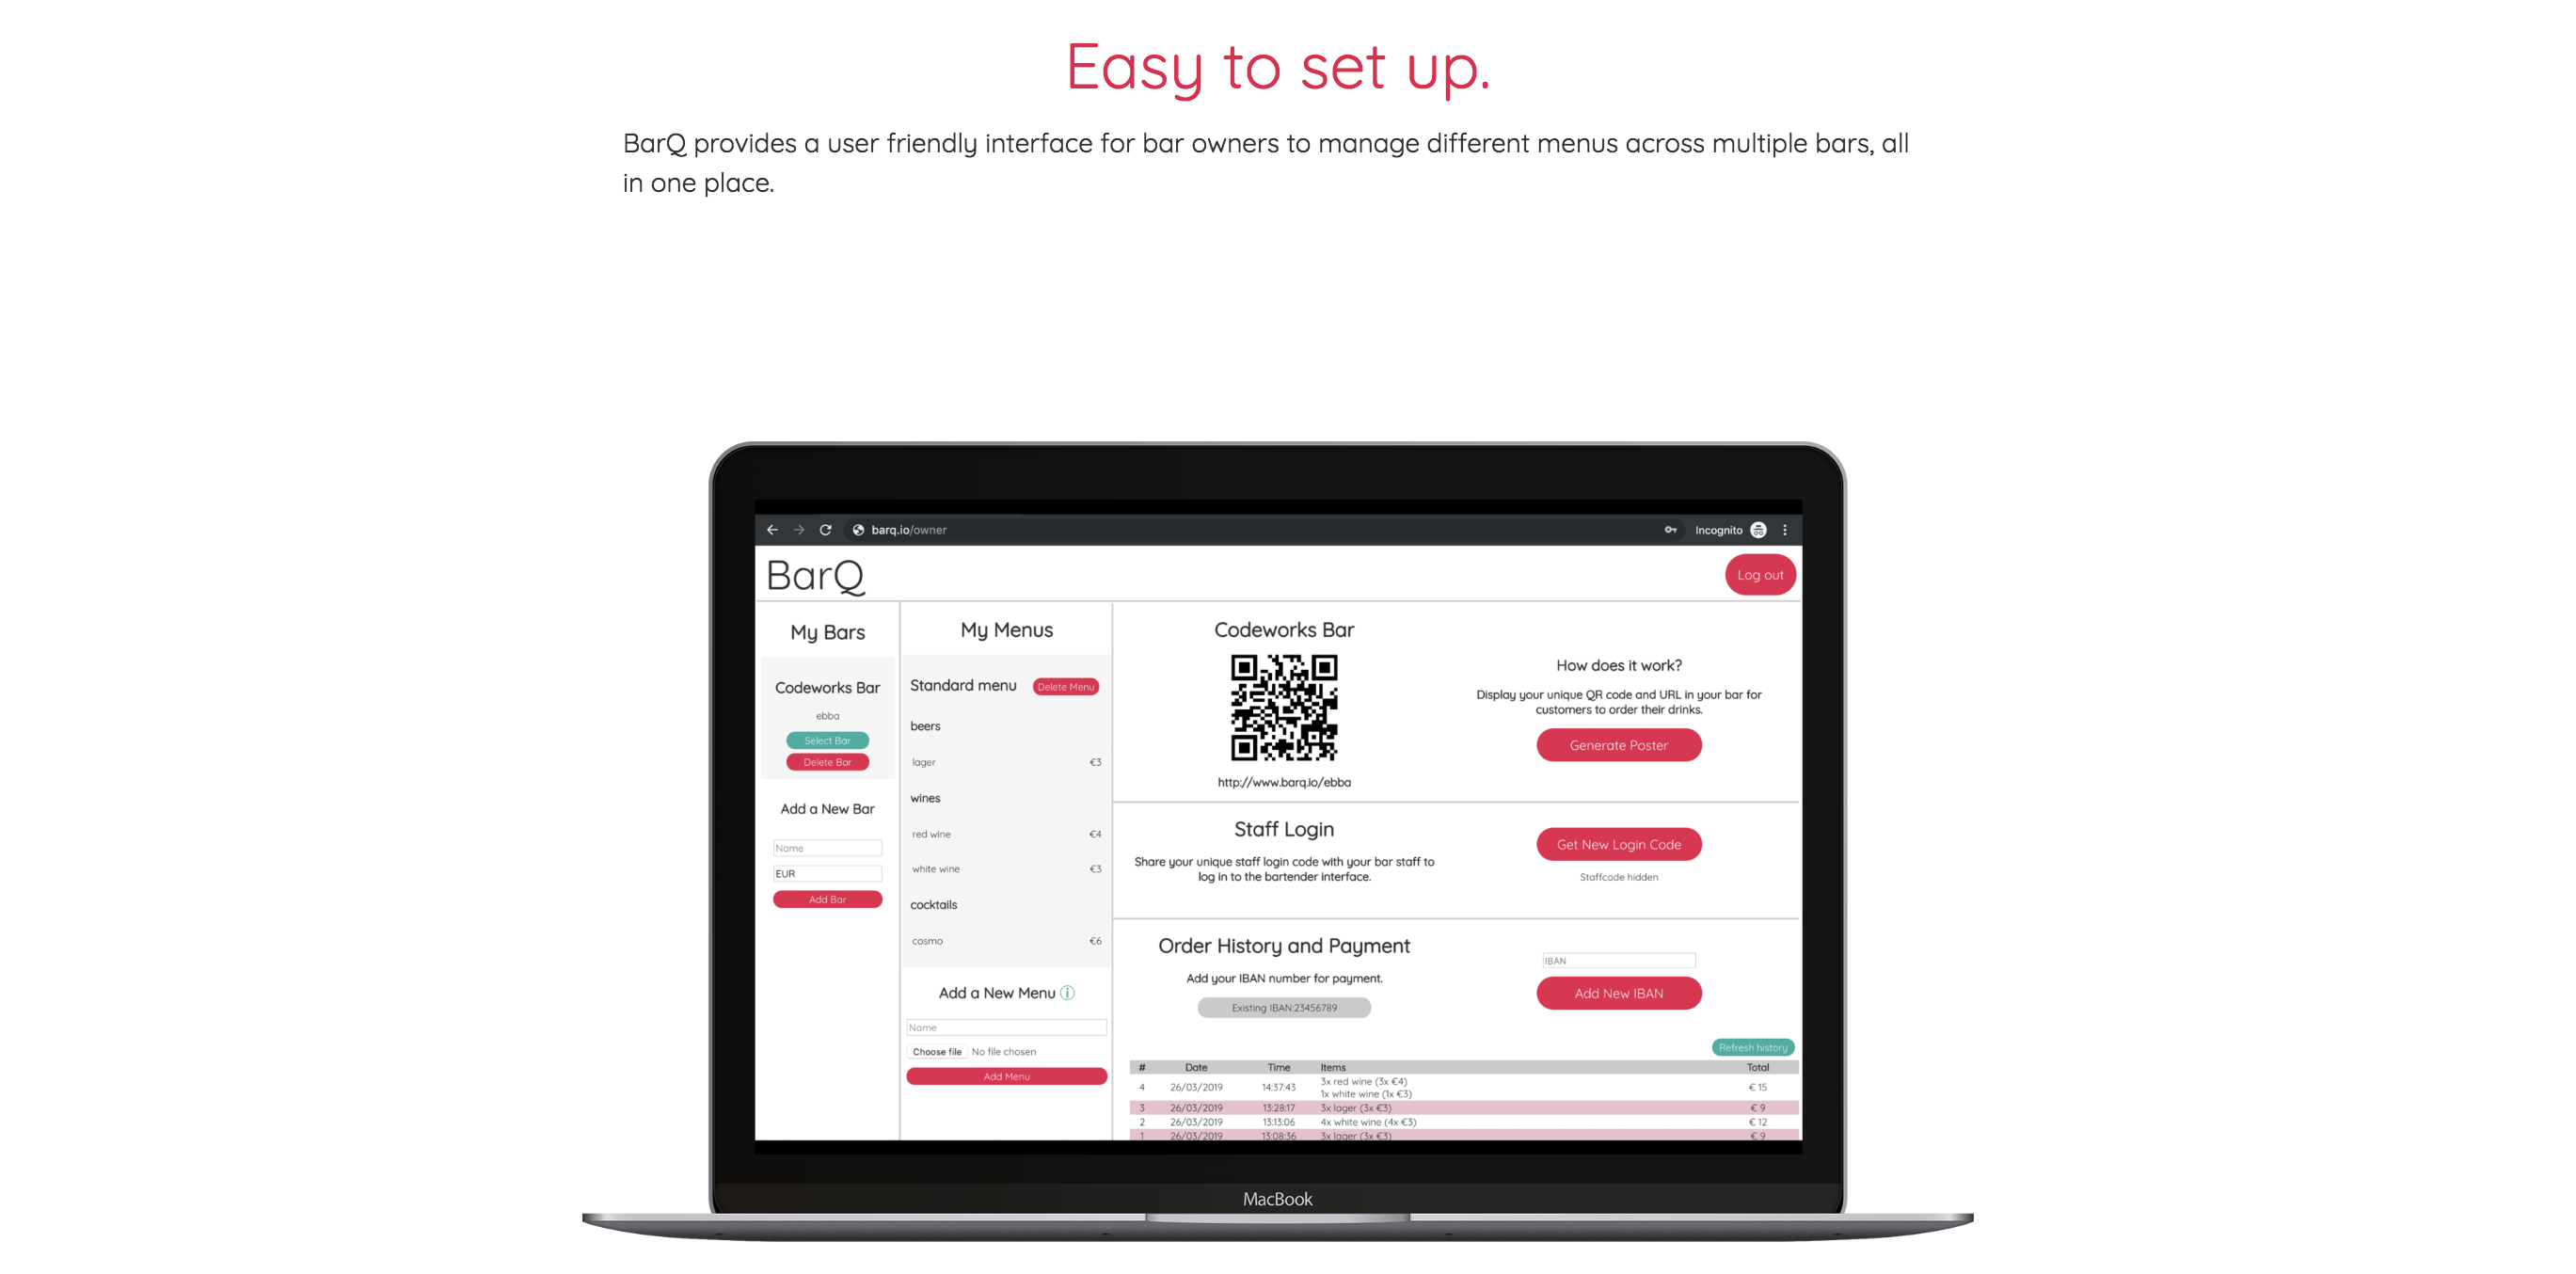 Easy to set up.
BarQ provides a user friendly interface for bar owners to manage different menus across multiple bars, all
in one place.
barq.io/owner
Incognito
BarQ
Log out
My Bars
Codeworks Bar
ebba
Select Bar
Delete Bar
Add a New Bar
Name
EUR
Add Bar
My Menus
Standard menu Delete Menu
beers
lager €3
wines
red wine €4
white wine €3
cocktails
cosmo €6
Add a New Menu i
Name
Choose file No file chosen
Add Menu
Codeworks Bar
http://www.barq.io/ebba
How does it work?
Display your unique QR code and URL in your bar for
customers to order their drinks.
Generate Poster
Staff Login
Share your unique staff login code with your bar staff to
log in to the bartender interface.
Get New Login Code
Staffcode hidden
Order History and Payment
Add your IBAN number for payment.
Existing IBAN:23456789
IBAN
Add New IBAN
Refresh history
# Date Time Items Total
4 26/03/2019 14:37:43 3x red wine (3x €4) € 15
1x white wine (1x €3)
3 26/03/2019 13:28:17 3x lager (3x €3) € 9
2 26/03/2019 13:13:06 4x white wine (4x €3) € 12
1 26/03/2019 13:08:36 3x lager (3x €3) € 9
MacBook